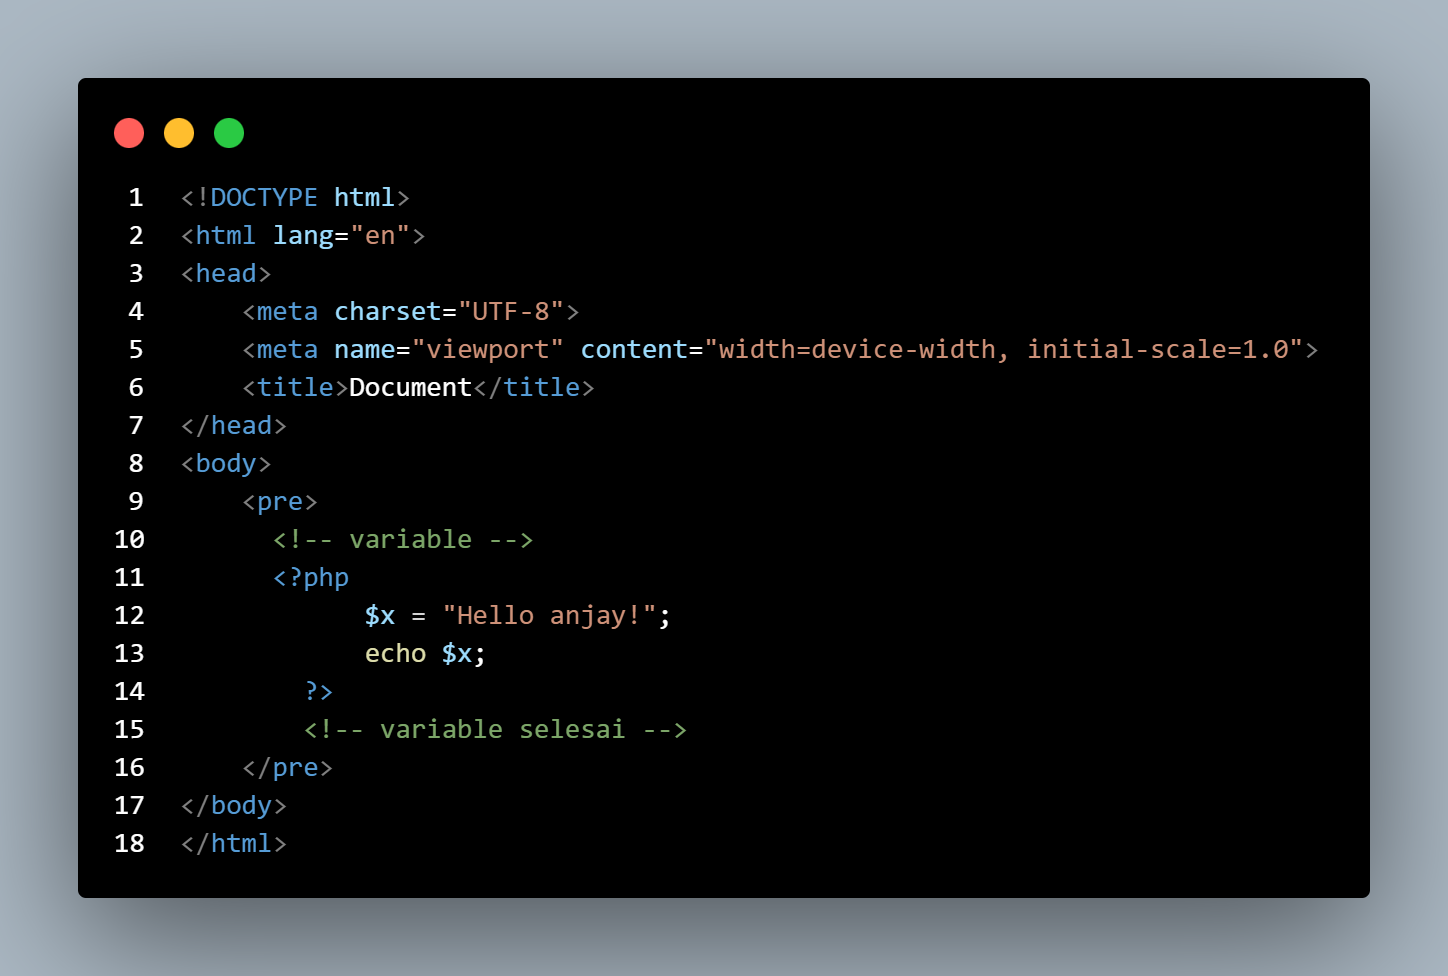 1 <!DOCTYPE html>
2 <html lang="en">
3 <head>
4     <meta charset="UTF-8">
5     <meta name="viewport" content="width=device-width, initial-scale=1.0">
6     <title>Document</title>
7 </head>
8 <body>
9     <pre>
10       <!-- variable -->
11       <?php
12             $x = "Hello anjay!";
13             echo $x;
14         ?>
15         <!-- variable selesai -->
16     </pre>
17 </body>
18 </html>